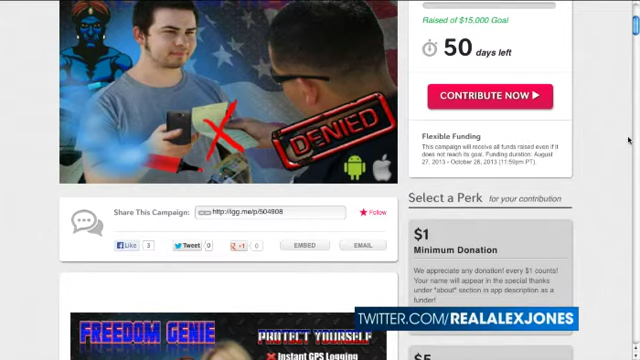 Raised of $15,000 Goal
50 days left
CONTRIBUTE NOW
DENIED
Flexible Funding
This campaign will receive all funds raised even if it
does not reach its goal. Funding duration: August
27, 2013 - October 26, 2013 (11:59pm PT).
Select a Perk for your contribution
Share This Campaign: http://igg.me/p/504908
Follow
Like 3
Tweet 0
+1 0
EMBED
EMAIL
$1
Minimum Donation
We appreciate any donation! every $1 counts!
Your name will appear in the special thanks
under "about" section in app description as a
funder!
TWITTER.COM/REALALEXJONES
FREEDOM GENIE
PROTECT YOURSELF
Instant GPS Logging
$5